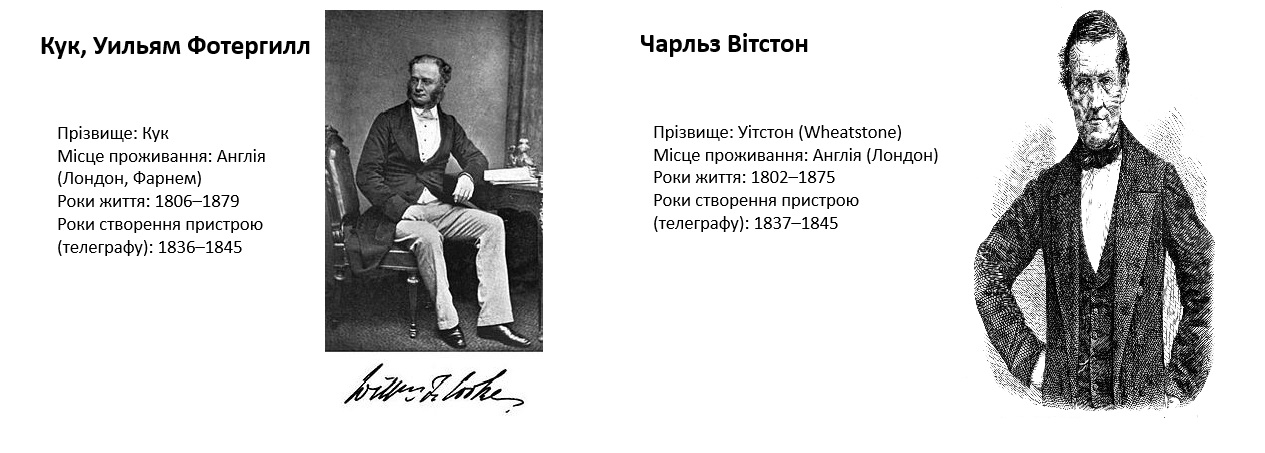 Кук, Уильям Фотергилл
Прізвище: Кук
Місце проживання: Англія
(Лондон, Фарнем)
Роки життя: 1806–1879
Роки створення пристрою
(телеграфу): 1836–1845
Чарльз Вітстон
Прізвище: Уітстон (Wheatstone)
Місце проживання: Англія (Лондон)
Роки життя: 1802–1875
Роки створення пристрою
(телеграфу): 1837–1845